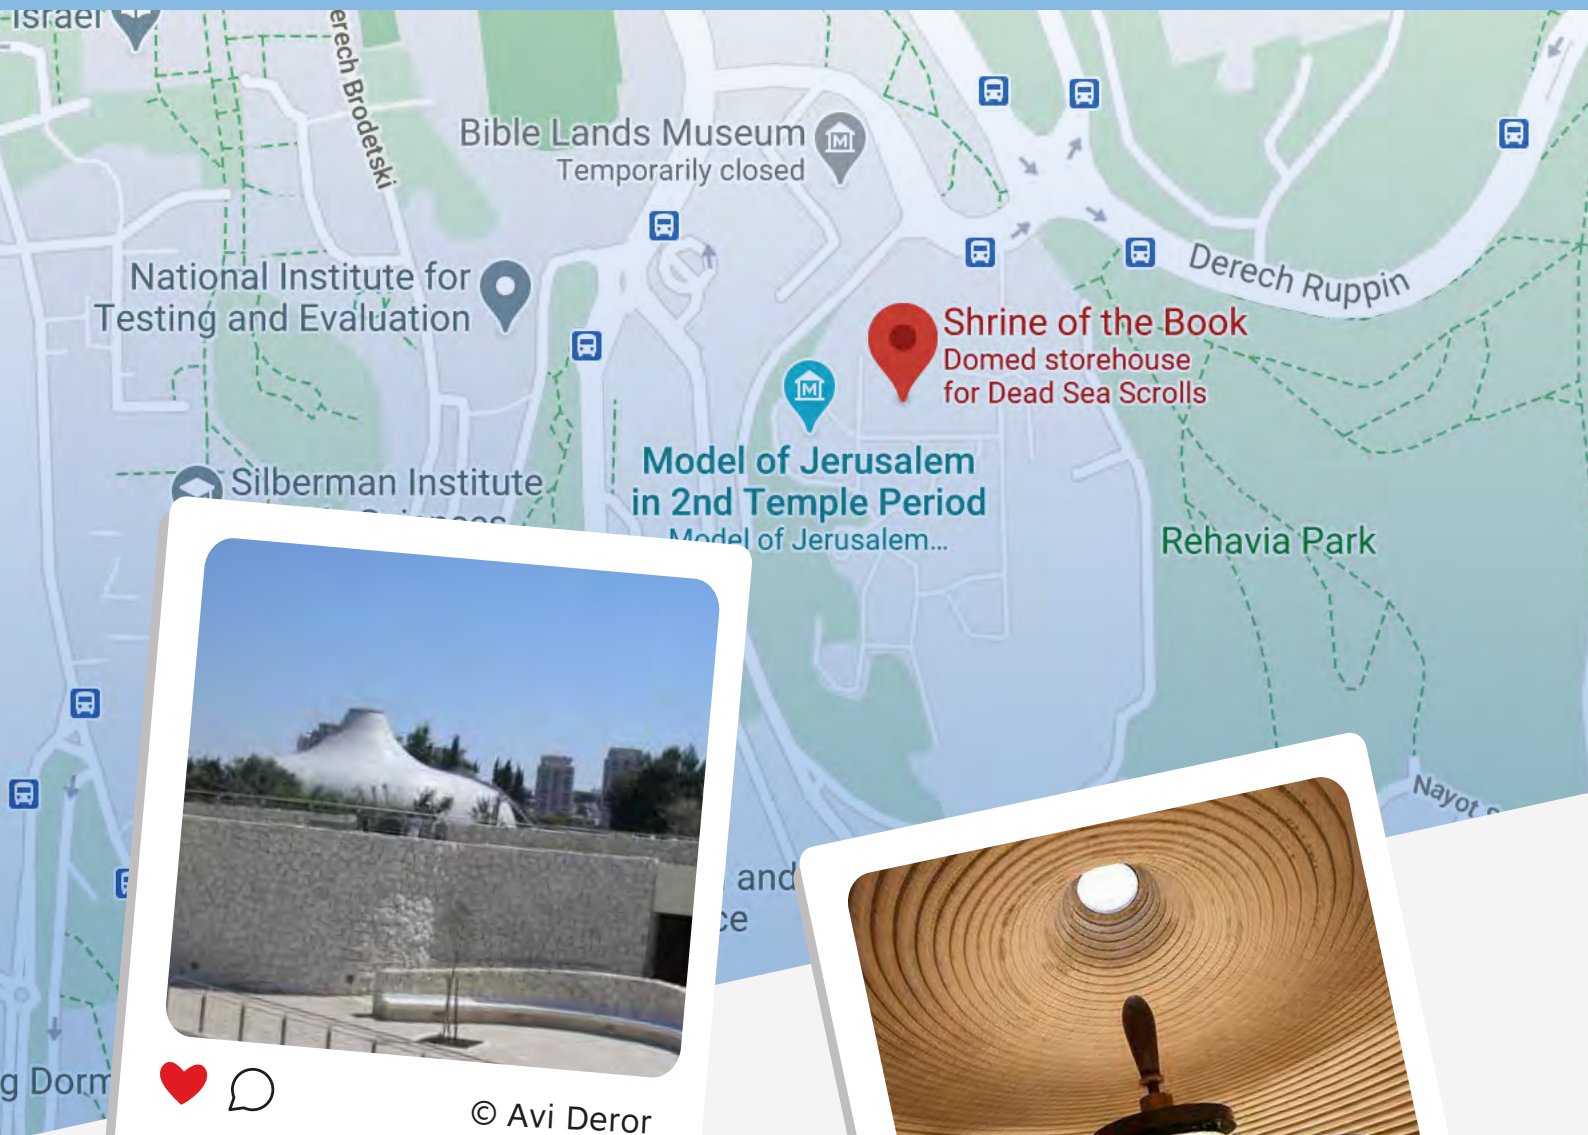 Israel
erech Brodetski
Bible Lands Museum
Temporarily closed
National Institute for
Testing and Evaluation
Derech Ruppin
Shrine of the Book
Domed storehouse
for Dead Sea Scrolls
Model of Jerusalem
in 2nd Temple Period
Model of Jerusalem...
Silberman Institute
Rehavia Park
Nayot
and
ce
g Dorm
© Avi Deror